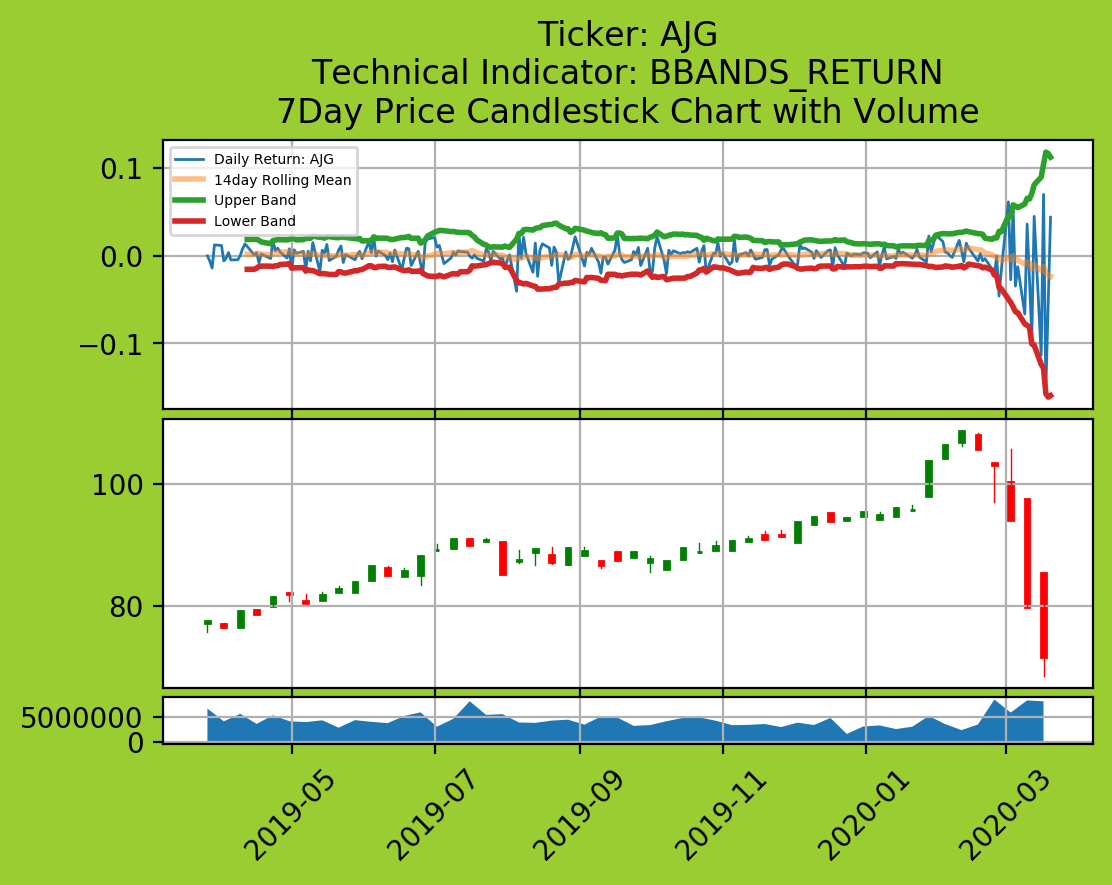 Ticker: AJG
Technical Indicator: BBANDS_RETURN
7Day Price Candlestick Chart with Volume
Daily Return: AJG
14day Rolling Mean
Upper Band
Lower Band
0.1
0.0
−0.1
100
80
5000000
0
2019-05
2019-07
2019-09
2019-11
2020-01
2020-03